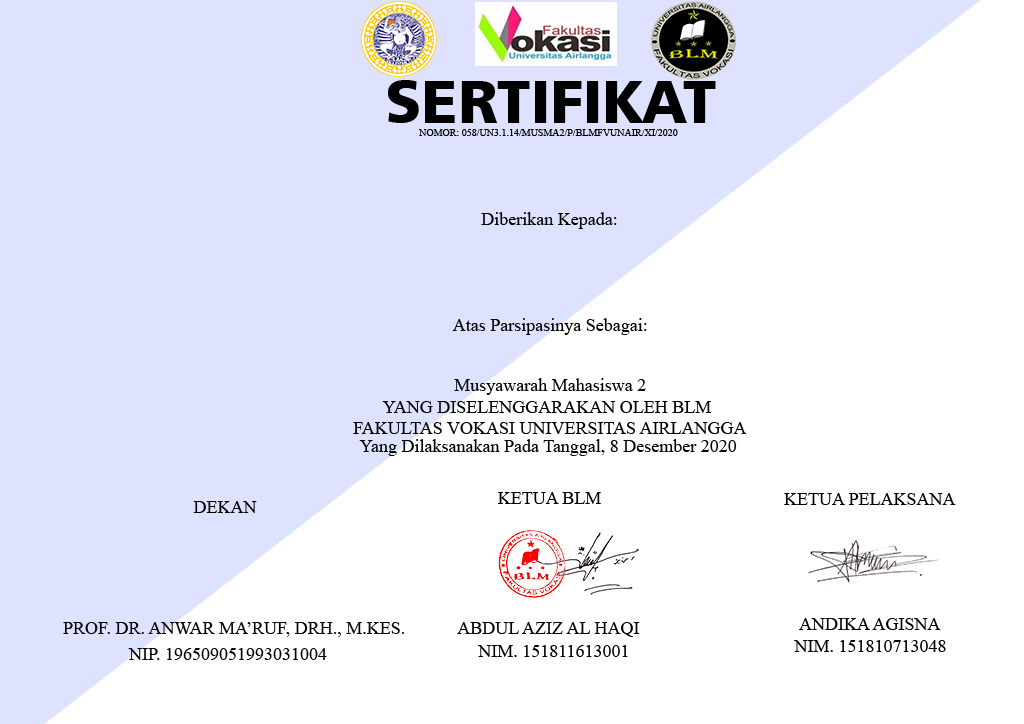 Fakultas
Vokasi
Universitas Airlangga
UNIVERSITAS AIRLANGGA
BLM
FAKULTAS VOKASI
SERTIFIKAT
NOMOR: 058/UN3.1.14/MUSMA2/P/BLMFVUNAIR/XI/2020
Diberikan Kepada:
Atas Parsipasinya Sebagai:
Musyawarah Mahasiswa 2
YANG DISELENGGARAKAN OLEH BLM
FAKULTAS VOKASI UNIVERSITAS AIRLANGGA
Yang Dilaksanakan Pada Tanggal, 8 Desember 2020
DEKAN
KETUA BLM
KETUA PELAKSANA
UNIVERSITAS AIRLANGGA
BLM
FAKULTAS VOKASI
PROF. DR. ANWAR MA’RUF, DRH., M.KES.
NIP. 196509051993031004
ABDUL AZIZ AL HAQI
NIM. 151811613001
ANDIKA AGISNA
NIM. 151810713048